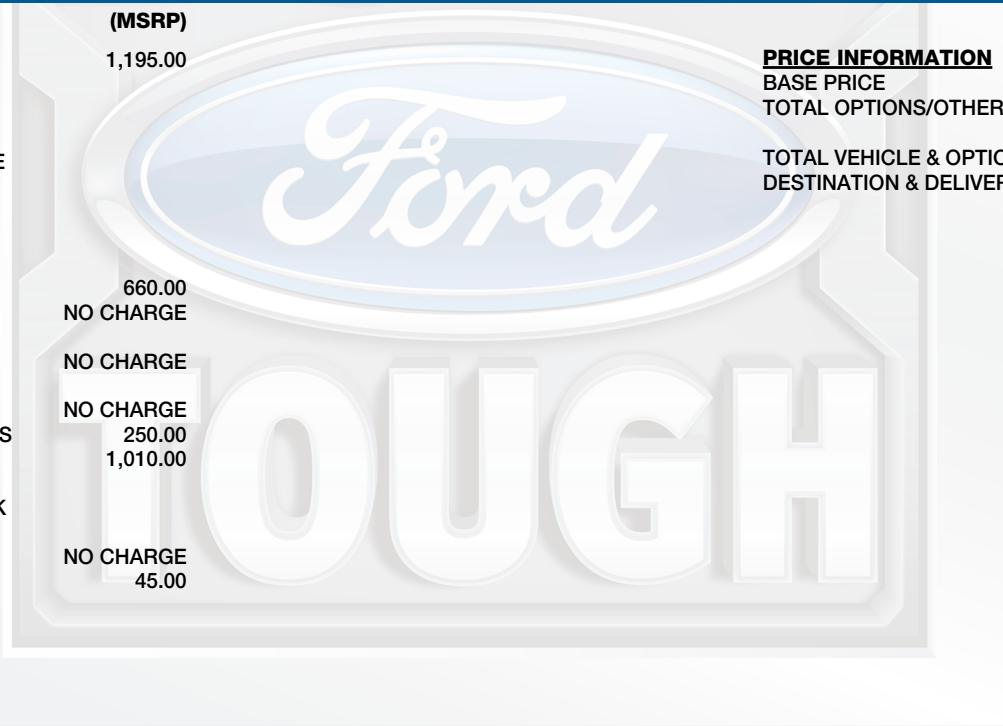 (MSRP)
1,195.00
E
660.00
NO CHARGE
NO CHARGE
NO CHARGE
S 250.00
1,010.00
K
NO CHARGE
45.00
PRICE INFORMATION
BASE PRICE
TOTAL OPTIONS/OTHER
TOTAL VEHICLE & OPTIO
DESTINATION & DELIVER
Ford
TOUGH